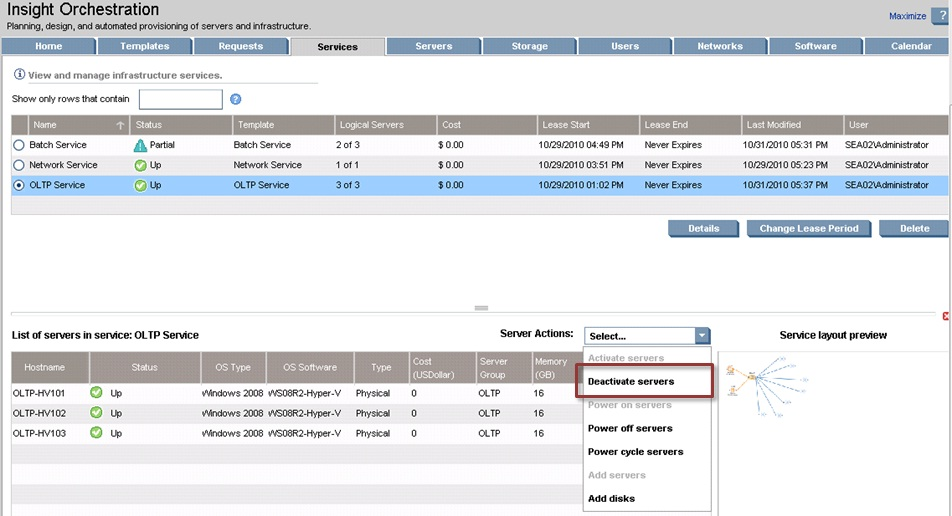 Insight Orchestration
Planning, design, and automated provisioning of servers and infrastructure.
Maximize ?
Home Templates Requests Services Servers Storage Users Networks Software Calendar
View and manage infrastructure services.
Show only rows that contain ?
Name Status Template Logical Servers Cost Lease Start Lease End Last Modified User
Batch Service Partial Batch Service 2 of 3 $ 0.00 10/29/2010 04:49 PM Never Expires 10/31/2010 05:31 PM SEA02\Administrator
Network Service Up Network Service 1 of 1 $ 0.00 10/29/2010 03:51 PM Never Expires 10/29/2010 05:23 PM SEA02\Administrator
OLTP Service Up OLTP Service 3 of 3 $ 0.00 10/29/2010 01:02 PM Never Expires 10/31/2010 05:37 PM SEA02\Administrator
Details Change Lease Period Delete
List of servers in service: OLTP Service
Server Actions: Select...
Service layout preview
Hostname Status OS Type OS Software Type Cost (USDollar) Server Group Memory (GB)
OLTP-HV101 Up Windows 2008 WS08R2-Hyper-V Physical 0 OLTP 16
OLTP-HV102 Up Windows 2008 WS08R2-Hyper-V Physical 0 OLTP 16
OLTP-HV103 Up Windows 2008 WS08R2-Hyper-V Physical 0 OLTP 16
Activate servers
Deactivate servers
Power on servers
Power off servers
Power cycle servers
Add servers
Add disks